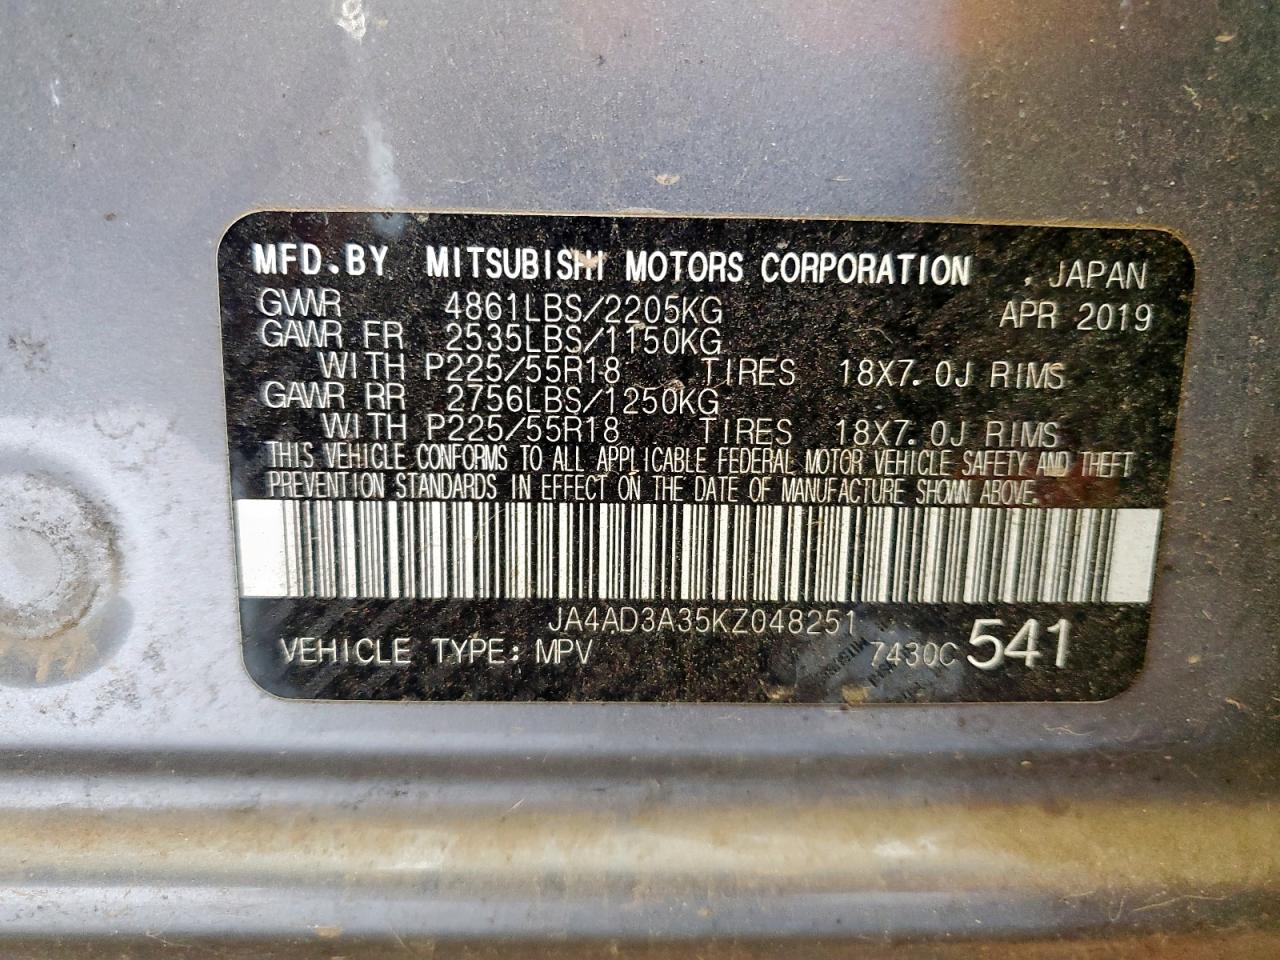 MFD.BY MITSUBISHI MOTORS CORPORATION . JAPAN
GVWR 4861LBS/2205KG APR 2019
GAWR FR 2535LBS/1150KG
WITH P225/55R18 TIRES 18X7.0J RIMS
GAWR RR 2756LBS/1250KG
WITH P225/55R18 TIRES 18X7.0J RIMS
THIS VEHICLE CONFORMS TO ALL APPLICABLE FEDERAL MOTOR VEHICLE SAFETY AND THEFT
PREVENTION STANDARDS IN EFFECT ON THE DATE OF MANUFACTURE SHOWN ABOVE.
JA4AD3A35KZ048251
VEHICLE TYPE: MPV 7430C 541